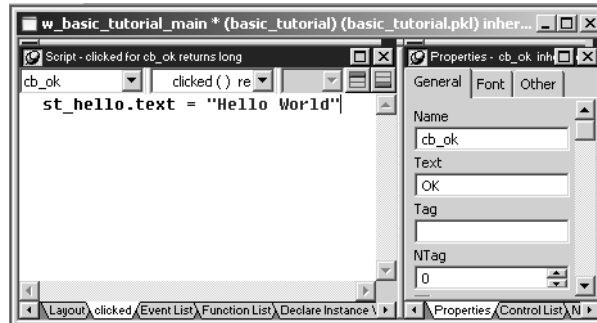 w_basic_tutorial_main * (basic_tutorial) (basic_tutorial.pkl) inher...
Script - clicked for cb_ok returns long
cb_ok
clicked ( ) re
st_hello.text = "Hello World"
Layout clicked Event List Function List Declare Instance
Properties - cb_ok inh
General Font Other
Name
cb_ok
Text
OK
Tag
NTag
0
Properties Control List N